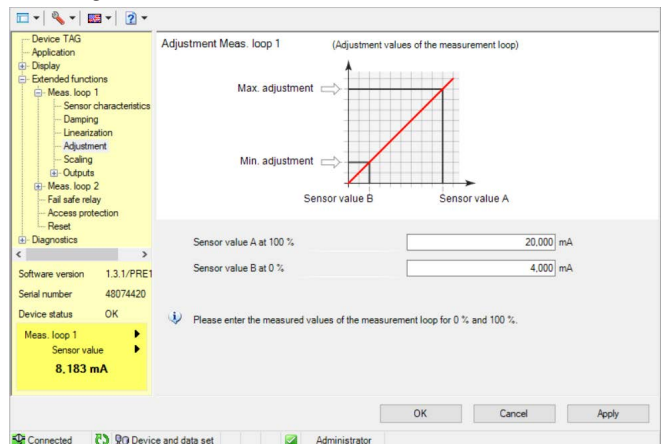 Device TAG
Application
Display
Extended functions
Meas. loop 1
Sensor characteristics
Damping
Linearization
Adjustment
Scaling
Outputs
Meas. loop 2
Fail safe relay
Access protection
Reset
Diagnostics
Software version 1.3.1/PRE1
Serial number 48074420
Device status OK
Meas. loop 1
Sensor value
8,183 mA
Adjustment Meas. loop 1 (Adjustment values of the measurement loop)
Max. adjustment
Min. adjustment
Sensor value B Sensor value A
Sensor value A at 100 % 20,000 mA
Sensor value B at 0 % 4,000 mA
Please enter the measured values of the measurement loop for 0 % and 100 %.
OK Cancel Apply
Connected Device and data set Administrator